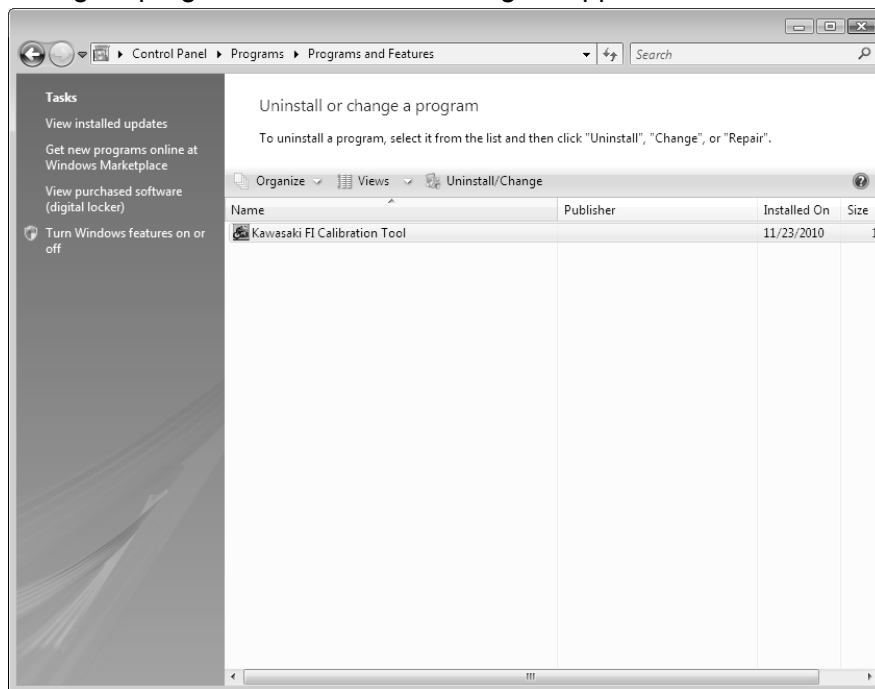 Control Panel ▸ Programs ▸ Programs and Features
Search
Tasks
View installed updates
Get new programs online at
Windows Marketplace
View purchased software
(digital locker)
Turn Windows features on or
off
Uninstall or change a program
To uninstall a program, select it from the list and then click "Uninstall", "Change", or "Repair".
Organize Views Uninstall/Change
Name Publisher Installed On Size
Kawasaki FI Calibration Tool 11/23/2010 1